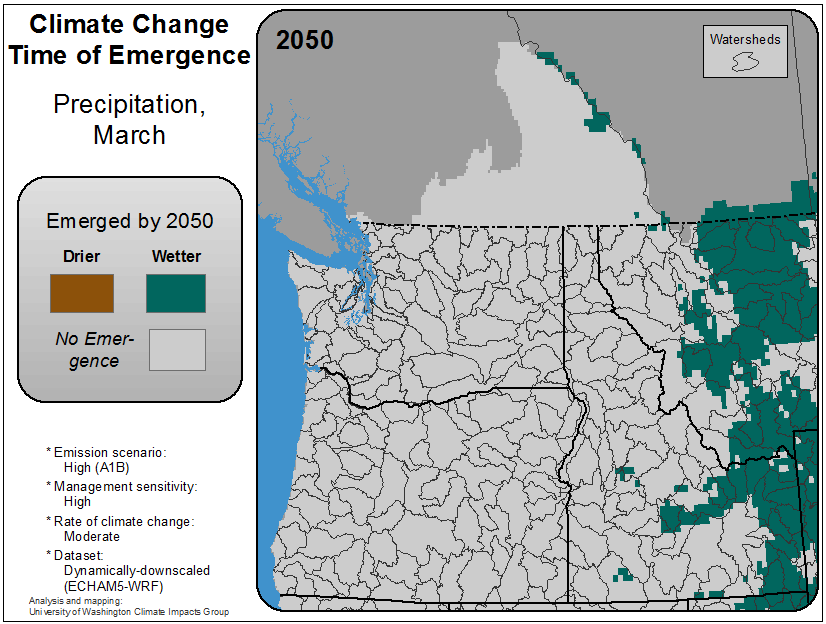 Climate Change
Time of Emergence
Precipitation,
March
Emerged by 2050
Drier Wetter
No Emer-
gence
* Emission scenario:
High (A1B)
* Management sensitivity:
High
* Rate of climate change:
Moderate
* Dataset:
Dynamically-downscaled
(ECHAM5-WRF)
Analysis and mapping:
University of Washington Climate Impacts Group
2050
Watersheds